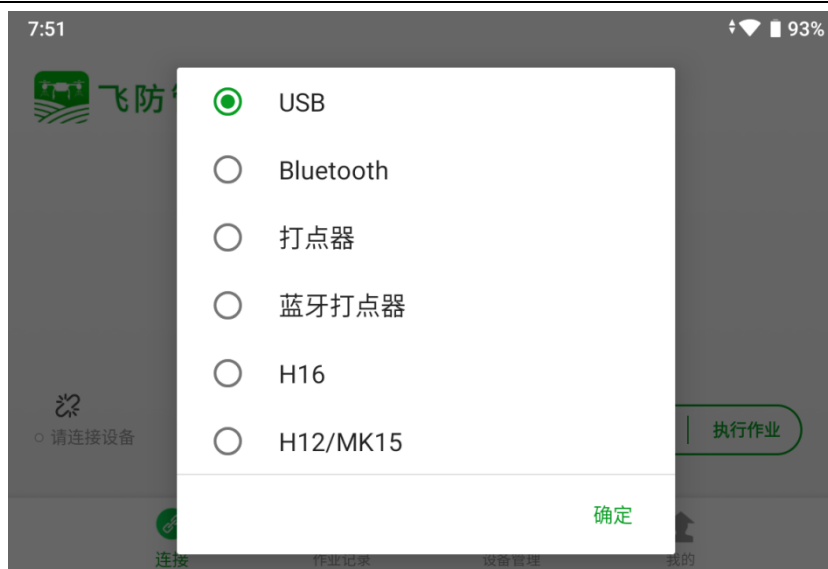 7:51
93%
飞防
USB
Bluetooth
打点器
蓝牙打点器
H16
H12/MK15
请连接设备
执行作业
确定
连接
作业记录
设备管理
我的